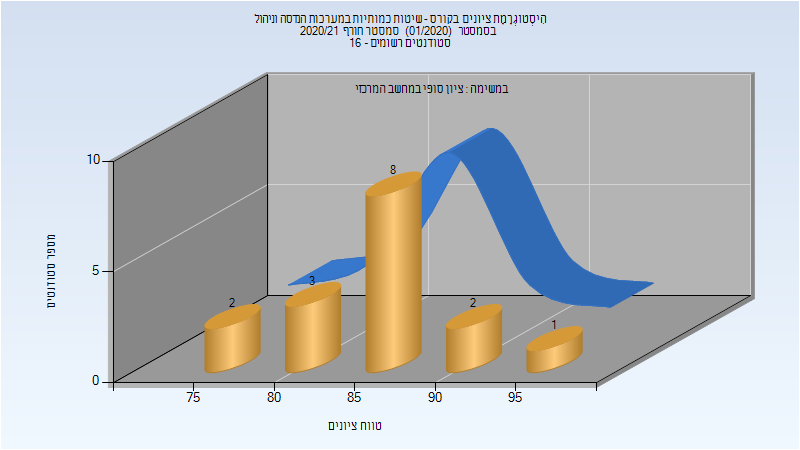 היסטוגרמת ציונים בקורס - שיטות כמותיות במערכות הנדסה וניהול
בסמסטר (01/2020) סמסטר חורף 2020/21
סטודנטים רשומים - 16
במשימה : ציון סופי במחשב המרכזי
מספר סטודנטים
10
5
0
2
3
8
2
1
75
80
85
90
95
טווח ציונים